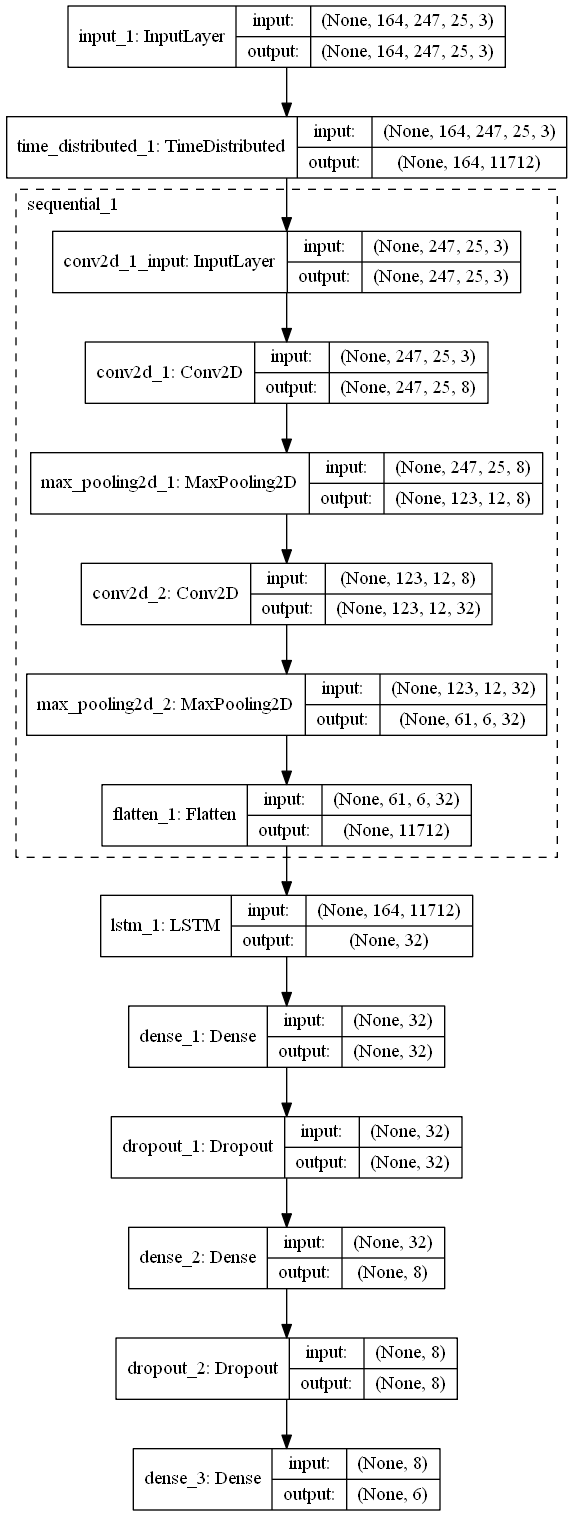 input_1: InputLayer
input: (None, 164, 247, 25, 3)
output: (None, 164, 247, 25, 3)
time_distributed_1: TimeDistributed
input: (None, 164, 247, 25, 3)
output: (None, 164, 11712)
sequential_1
conv2d_1_input: InputLayer
input: (None, 247, 25, 3)
output: (None, 247, 25, 3)
conv2d_1: Conv2D
input: (None, 247, 25, 3)
output: (None, 247, 25, 8)
max_pooling2d_1: MaxPooling2D
input: (None, 247, 25, 8)
output: (None, 123, 12, 8)
conv2d_2: Conv2D
input: (None, 123, 12, 8)
output: (None, 123, 12, 32)
max_pooling2d_2: MaxPooling2D
input: (None, 123, 12, 32)
output: (None, 61, 6, 32)
flatten_1: Flatten
input: (None, 61, 6, 32)
output: (None, 11712)
lstm_1: LSTM
input: (None, 164, 11712)
output: (None, 32)
dense_1: Dense
input: (None, 32)
output: (None, 32)
dropout_1: Dropout
input: (None, 32)
output: (None, 32)
dense_2: Dense
input: (None, 32)
output: (None, 8)
dropout_2: Dropout
input: (None, 8)
output: (None, 8)
dense_3: Dense
input: (None, 8)
output: (None, 6)